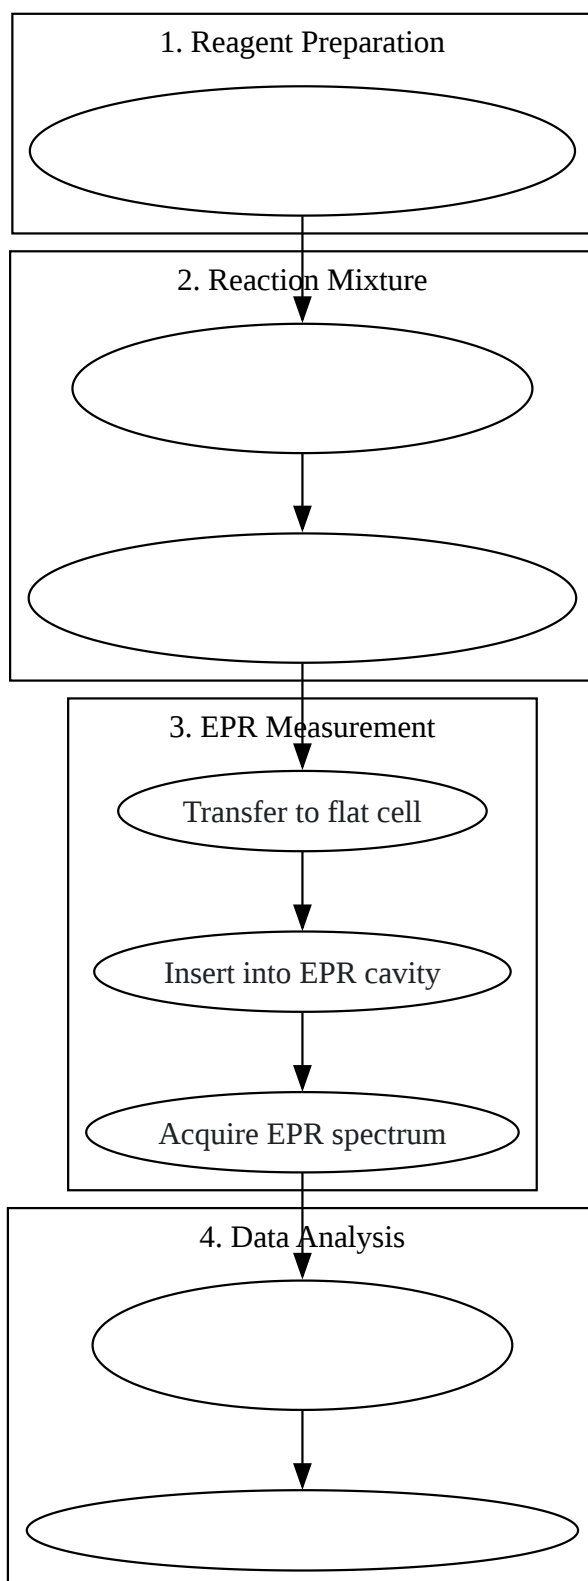 1. Reagent Preparation
2. Reaction Mixture
3. EPR Measurement
Transfer to flat cell
Insert into EPR cavity
Acquire EPR spectrum
4. Data Analysis